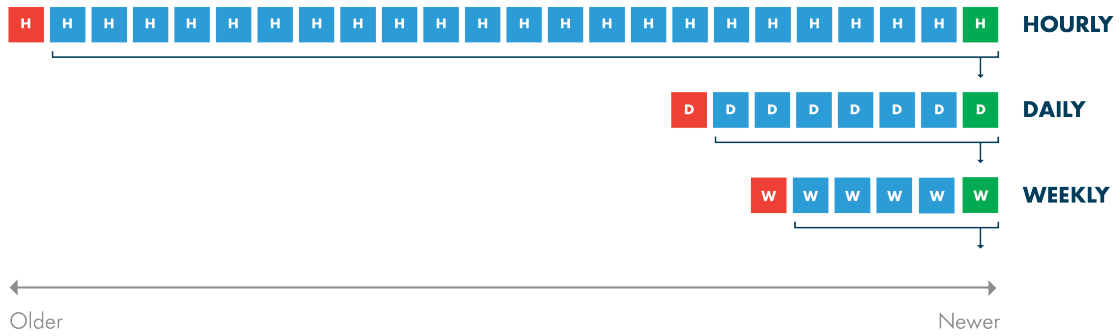 H H H H H H H H H H H H H H H H H H H H H H H H HOURLY
D D D D D D D D DAILY
W W W W W W WEEKLY
Older Newer